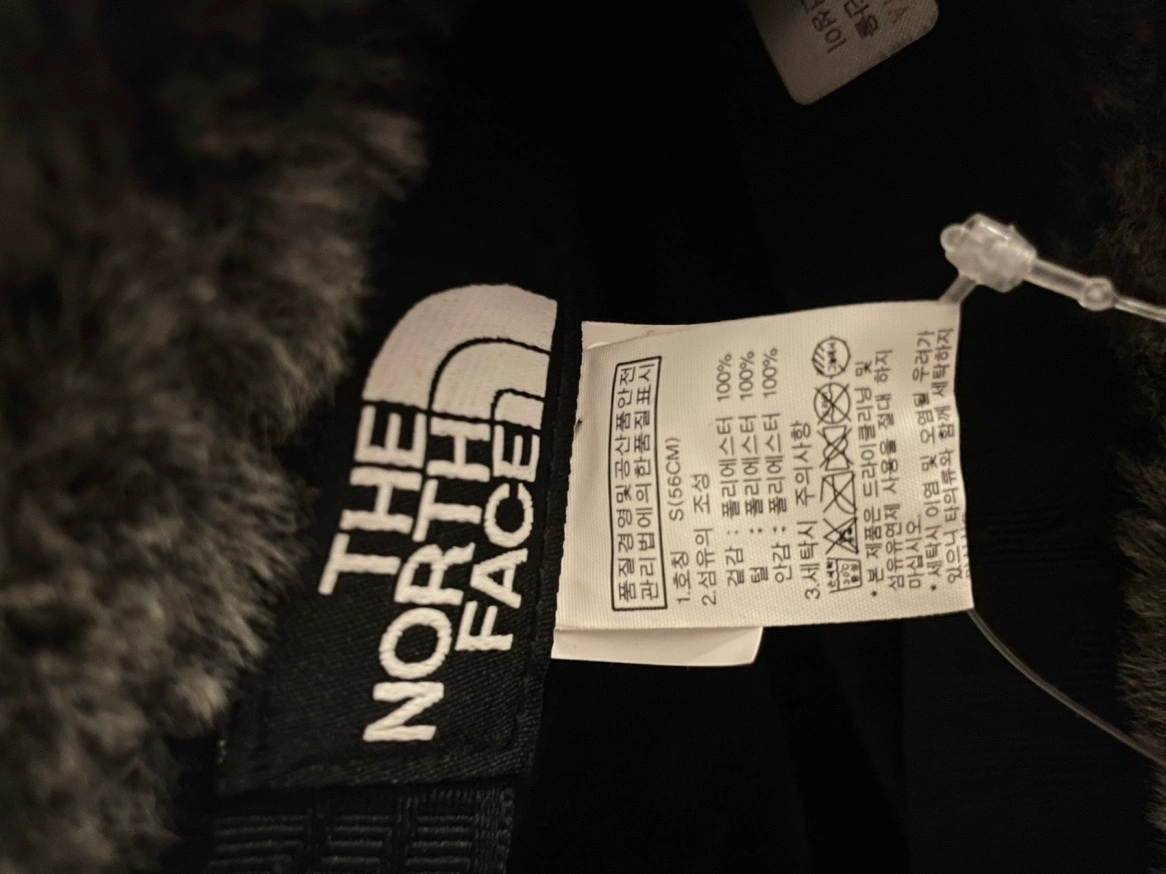 THE
NORTH
FACE
품질경영및공산품안전
관리법에의한품질표시
1.호칭 S(56CM)
2.섬유의 조성
겉감 : 폴리에스터 100%
털 : 폴리에스터 100%
안감 : 폴리에스터 100%
3.세탁시 주의사항
30℃
* 본 제품은 드라이클리닝 및
섬유유연제 사용을 절대 하지
마십시오.
* 세탁시 이염 및 오염될 우려가
있으니 타의류와 함께 세탁하지